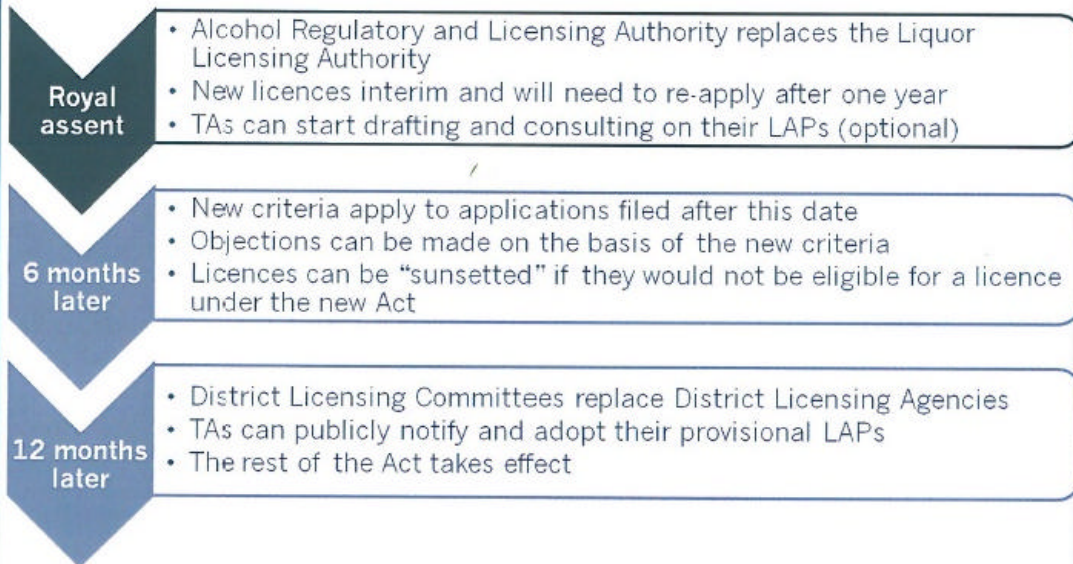 Royal
assent
• Alcohol Regulatory and Licensing Authority replaces the Liquor
Licensing Authority
• New licences interim and will need to re-apply after one year
• TAs can start drafting and consulting on their LAPs (optional)
6 months
later
• New criteria apply to applications filed after this date
• Objections can be made on the basis of the new criteria
• Licences can be “sunsetted” if they would not be eligible for a licence
under the new Act
12 months
later
• District Licensing Committees replace District Licensing Agencies
• TAs can publicly notify and adopt their provisional LAPs
• The rest of the Act takes effect